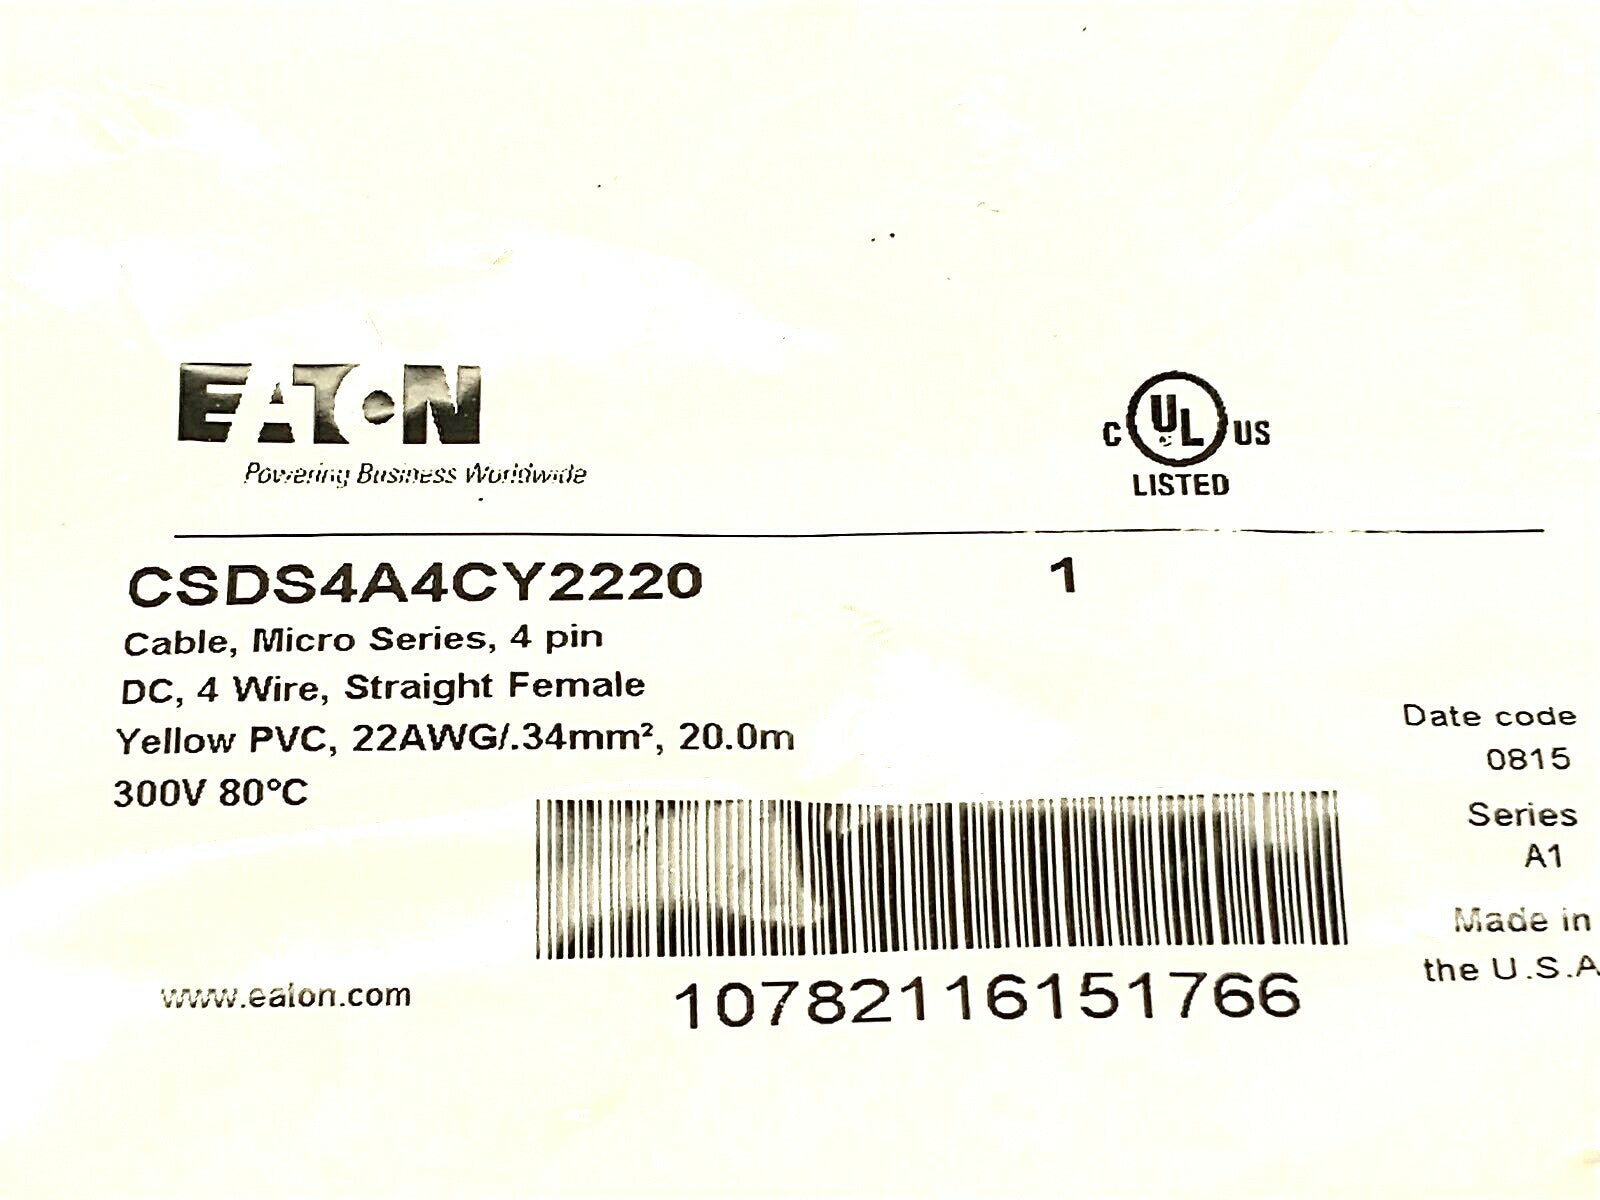 EATON
Powering Business Worldwide
C UL US
LISTED
CSDS4A4CY2220 1
Cable, Micro Series, 4 pin
DC, 4 Wire, Straight Female
Yellow PVC, 22AWG/.34mm², 20.0m
300V 80°C
Date code
0815
Series
A1
Made in
the U.S.A
www.eaton.com
10782116151766